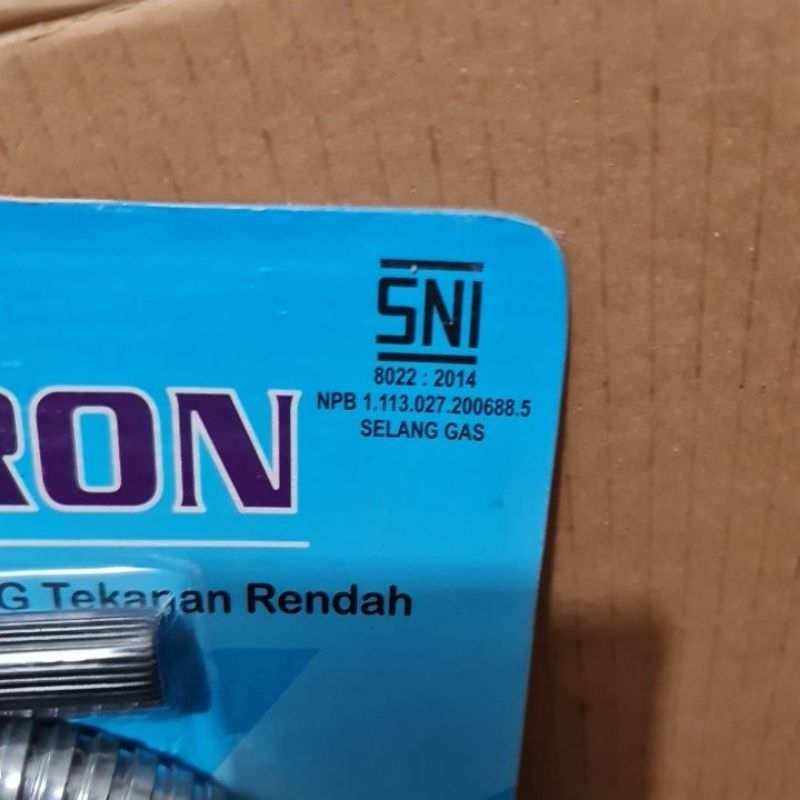 SNI
8022 : 2014
NPB 1.113.027.200688.5
SELANG GAS
RON
G Tekanan Rendah